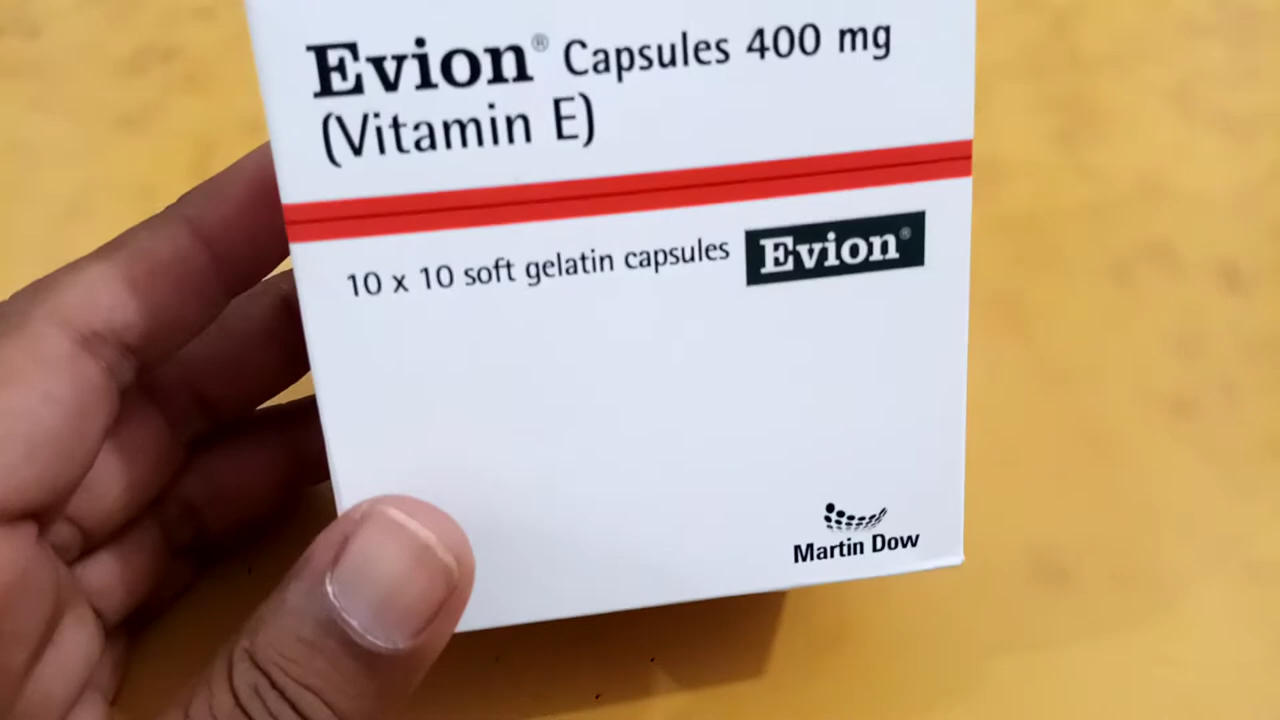 Evion® Capsules 400 mg
(Vitamin E)
10 x 10 soft gelatin capsules
Evion®
Martin Dow